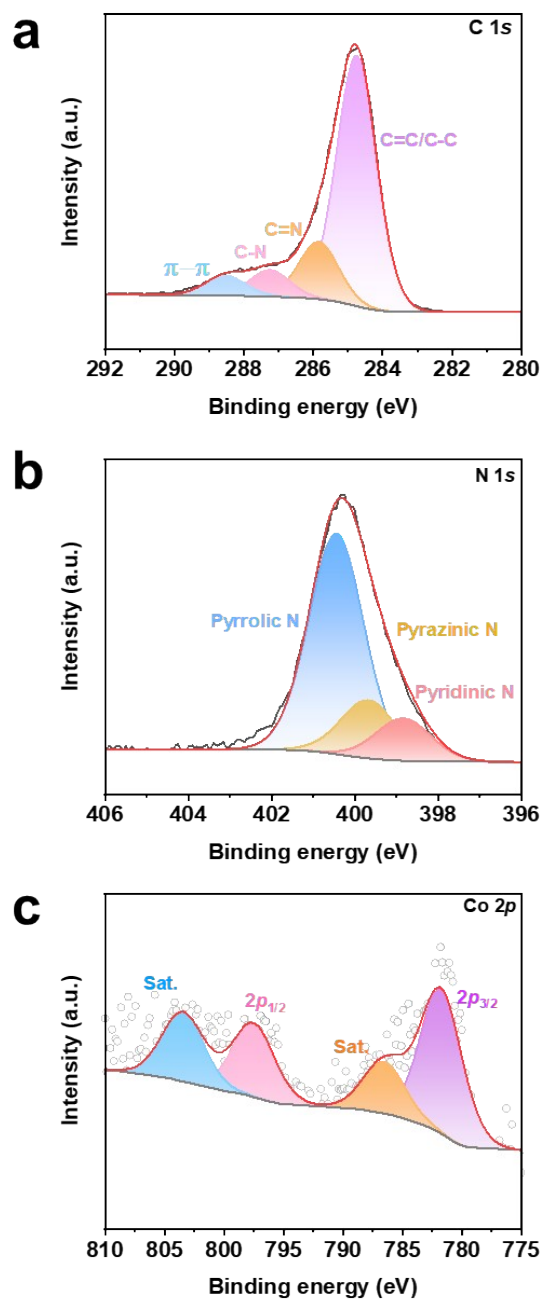 a
C 1s
Intensity (a.u.)
C=C/C-C
C=N
C-N
π−π
292 290 288 286 284 282 280
Binding energy (eV)
b
N 1s
Intensity (a.u.)
Pyrrolic N
Pyrazinic N
Pyridinic N
406 404 402 400 398 396
Binding energy (eV)
c
Co 2p
Intensity (a.u.)
Sat.
2p1/2
Sat.
2p3/2
810 805 800 795 790 785 780 775
Binding energy (eV)